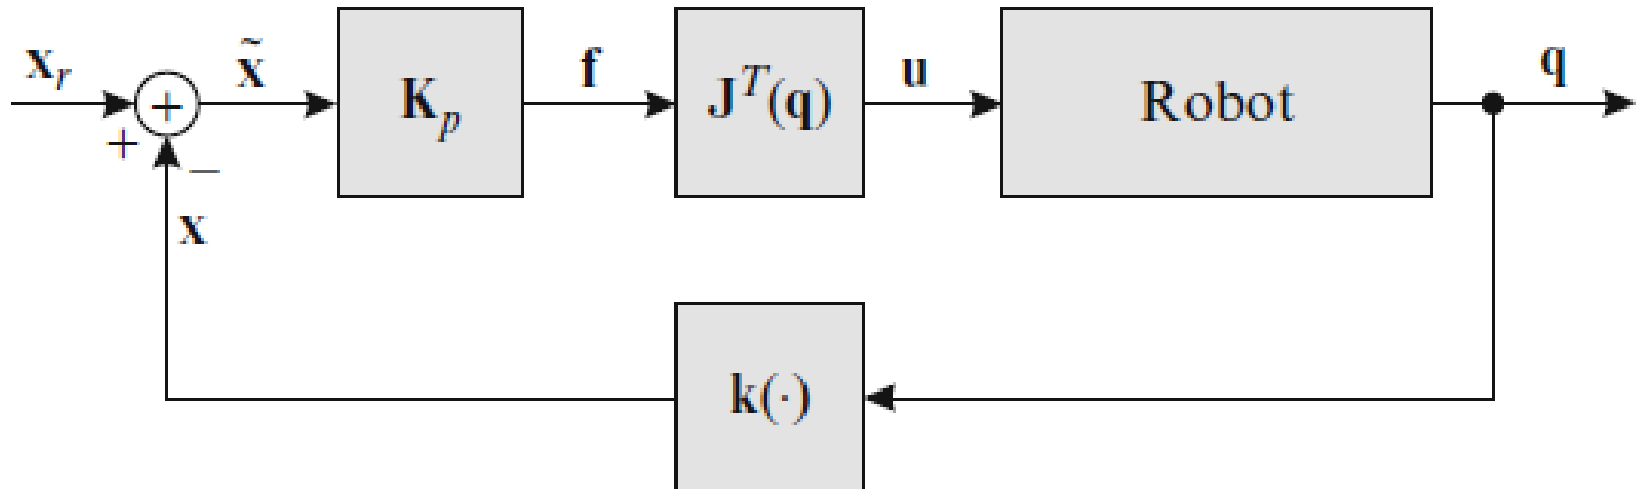 x_r
+
+
−
x̃
K_p
f
J^T(q)
u
Robot
q
x
k(·)